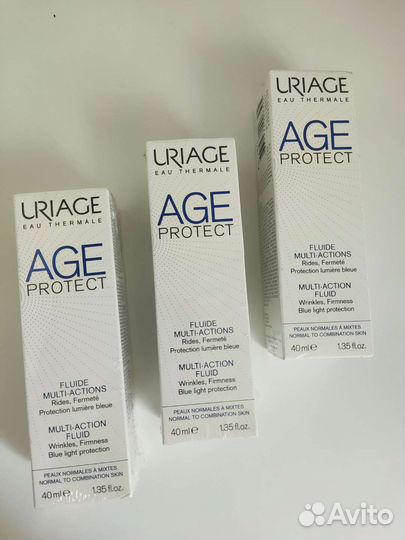 URIAGE
EAU THERMALE
AGE
PROTECT
FLUIDE
MULTI-ACTIONS
Rides, Fermeté
Protection lumière bleue
MULTI-ACTION
FLUID
Wrinkles, Firmness
Blue light protection
PEAUX NORMALES À MIXTES
NORMAL TO COMBINATION SKIN
40 ml e 1.35 fl.oz.
URIAGE
EAU THERMALE
AGE
PROTECT
FLUIDE
MULTI-ACTIONS
Rides, Fermeté
Protection lumière bleue
MULTI-ACTION
FLUID
Wrinkles, Firmness
Blue light protection
PEAUX NORMALES À MIXTES
NORMAL TO COMBINATION SKIN
40 ml e 1.35 fl.oz.
URIAGE
EAU THERMALE
AGE
PROTECT
FLUIDE
MULTI-ACTIONS
Rides, Fermeté
Protection lumière bleue
MULTI-ACTION
FLUID
Wrinkles, Firmness
Blue light protection
PEAUX NORMALES À MIXTES
NORMAL TO COMBINATION SKIN
40 ml e 1.35 fl.oz.
Avito